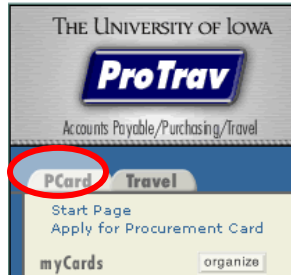 THE UNIVERSITY OF IOWA
ProTrav
Accounts Payable/Purchasing/Travel
PCard Travel
Start Page
Apply for Procurement Card
myCards organize